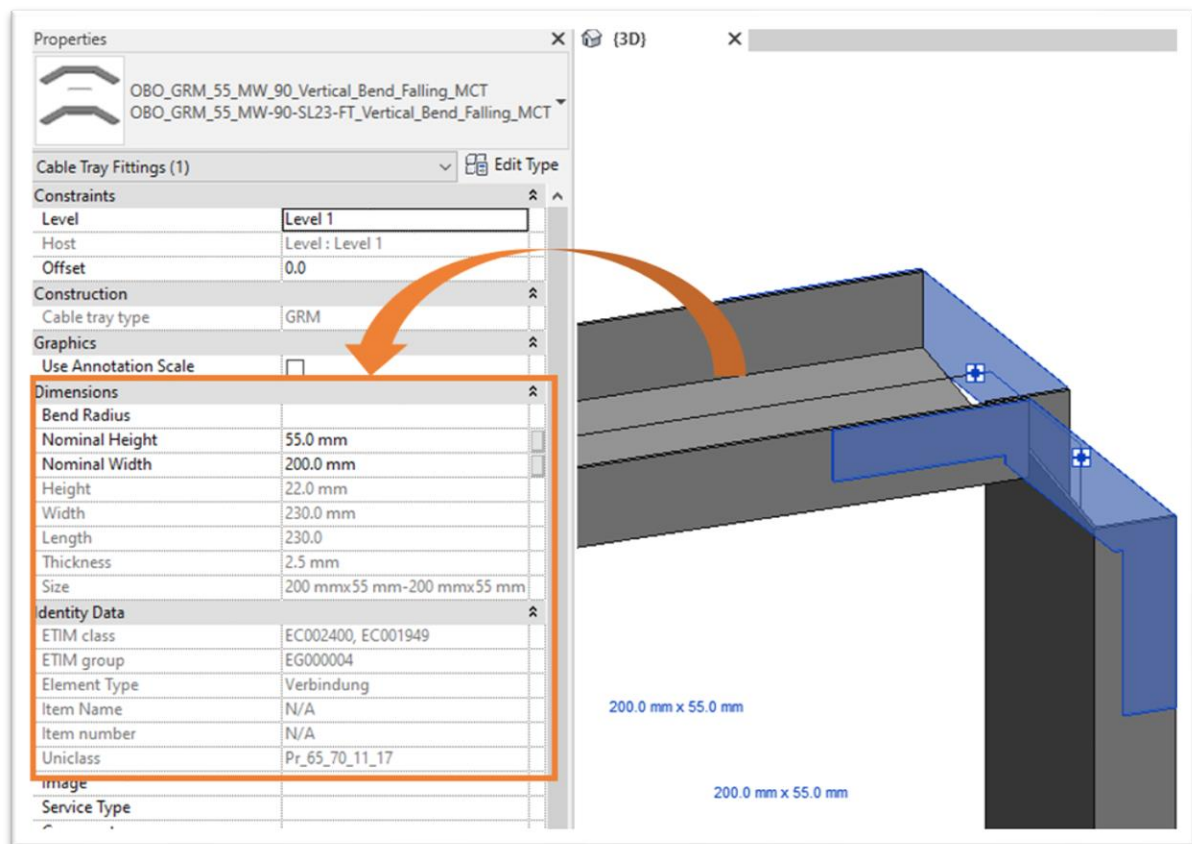 Properties
{3D}
OBO_GRM_55_MW_90_Vertical_Bend_Falling_MCT
OBO_GRM_55_MW-90-SL23-FT_Vertical_Bend_Falling_MCT
Cable Tray Fittings (1)
Edit Type
Constraints
Level Level 1
Host Level : Level 1
Offset 0.0
Construction
Cable tray type GRM
Graphics
Use Annotation Scale
Dimensions
Bend Radius
Nominal Height 55.0 mm
Nominal Width 200.0 mm
Height 22.0 mm
Width 230.0 mm
Length 230.0
Thickness 2.5 mm
Size 200 mmx55 mm-200 mmx55 mm
Identity Data
ETIM class EC002400, EC001949
ETIM group EG000004
Element Type Verbindung
Item Name N/A
Item number N/A
Uniclass Pr_65_70_11_17
Image
Service Type
200.0 mm x 55.0 mm
200.0 mm x 55.0 mm